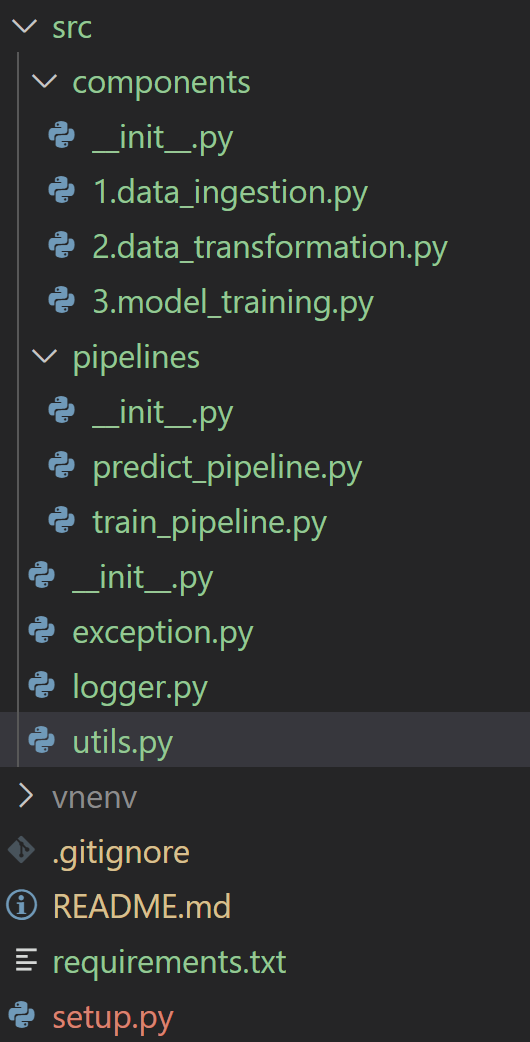 src
components
__init__.py
1.data_ingestion.py
2.data_transformation.py
3.model_training.py
pipelines
__init__.py
predict_pipeline.py
train_pipeline.py
__init__.py
exception.py
logger.py
utils.py
vnenv
.gitignore
README.md
requirements.txt
setup.py